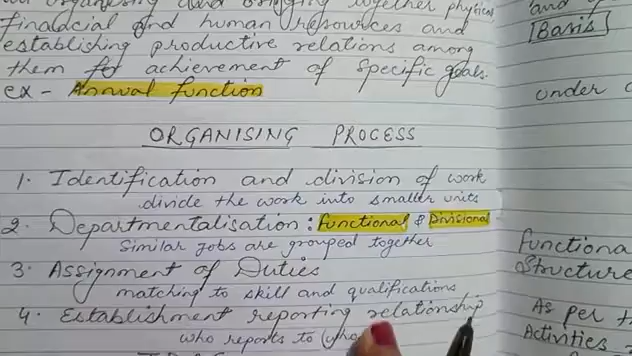 financial and human resources and
establishing productive relations among
them for achievement of specific goals.
ex - Annual function
ORGANISING PROCESS
1. Identification and division of work
divide the work into smaller units
2. Departmentalisation : functional & Divisional
Similar jobs are grouped together
3. Assignment of Duties
matching to skill and qualifications
4. Establishment reporting relationship
who reports to
and of
Basis
under
Functiona
Structure
As per t
Activities